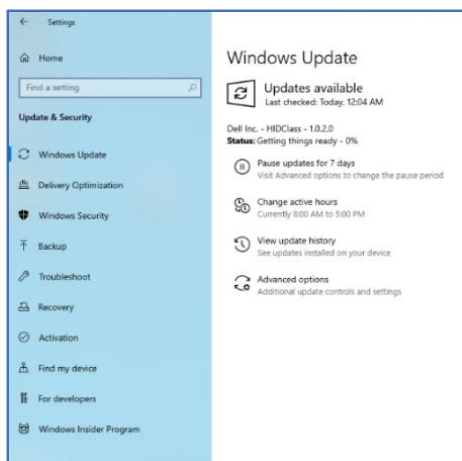 Settings
Home
Find a setting
Update & Security
Windows Update
Delivery Optimization
Windows Security
Backup
Troubleshoot
Recovery
Activation
Find my device
For developers
Windows Insider Program
Windows Update
Updates available
Last checked: Today, 12:04 AM
Dell Inc. - HIDClass - 1.0.2.0
Status: Getting things ready - 0%
Pause updates for 7 days
Visit Advanced options to change the pause period
Change active hours
Currently 8:00 AM to 5:00 PM
View update history
See updates installed on your device
Advanced options
Additional update controls and settings